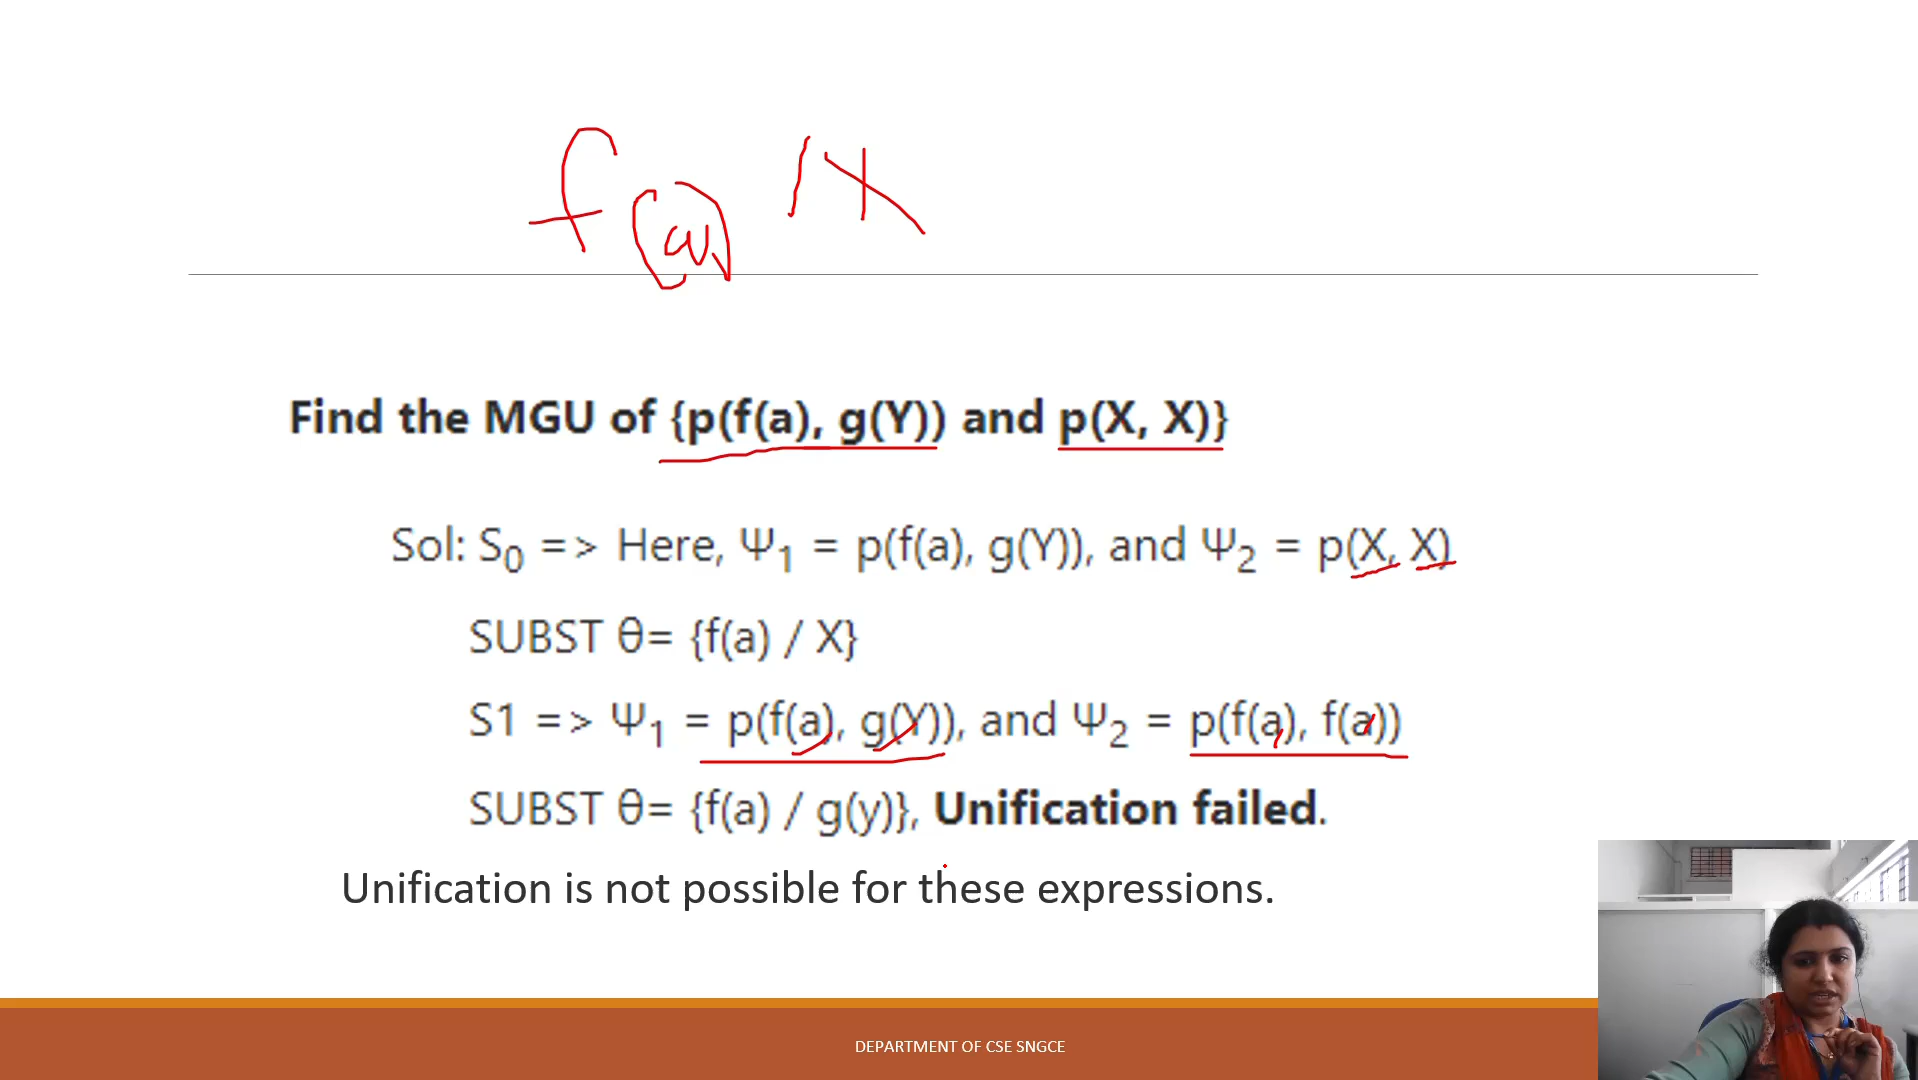 f(a) / X
Find the MGU of {p(f(a), g(Y)) and p(X, X)}
Sol: S₀ => Here, Ψ₁ = p(f(a), g(Y)), and Ψ₂ = p(X, X)
SUBST θ= {f(a) / X}
S1 => Ψ₁ = p(f(a), g(Y)), and Ψ₂ = p(f(a), f(a))
SUBST θ= {f(a) / g(y)}, Unification failed.
Unification is not possible for these expressions.
DEPARTMENT OF CSE SNGCE